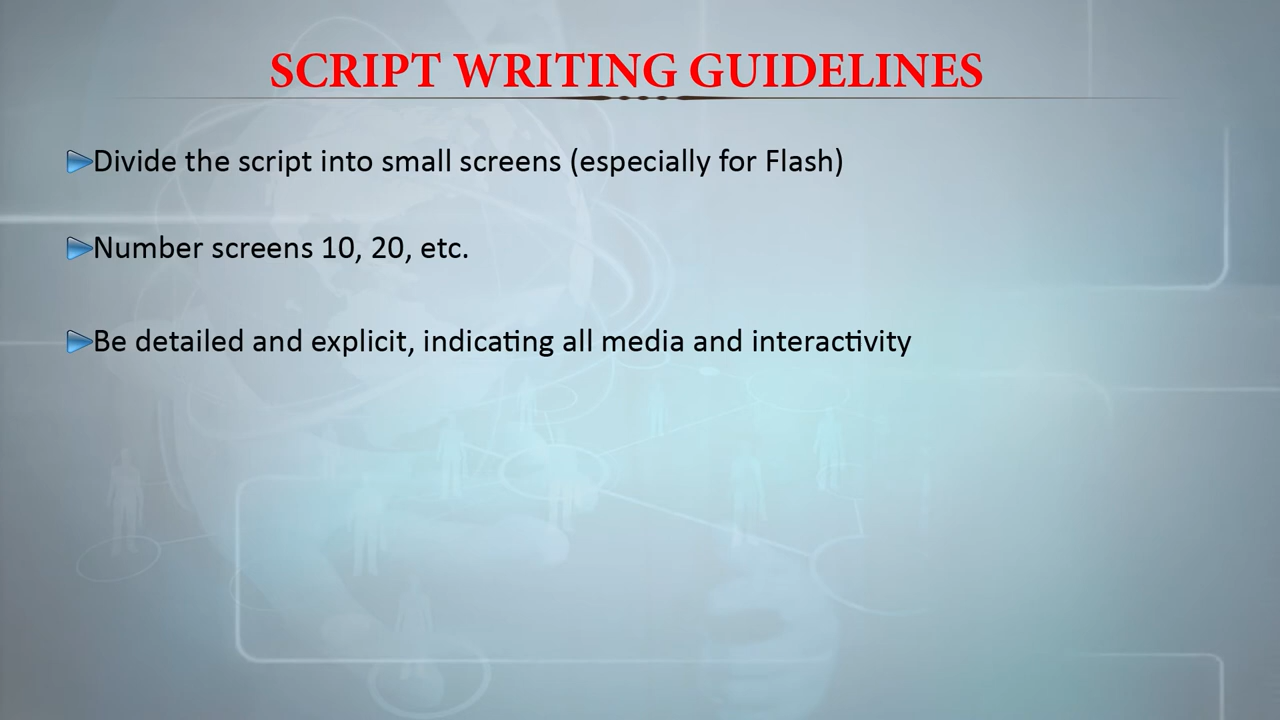 SCRIPT WRITING GUIDELINES
Divide the script into small screens (especially for Flash)
Number screens 10, 20, etc.
Be detailed and explicit, indicating all media and interactivity